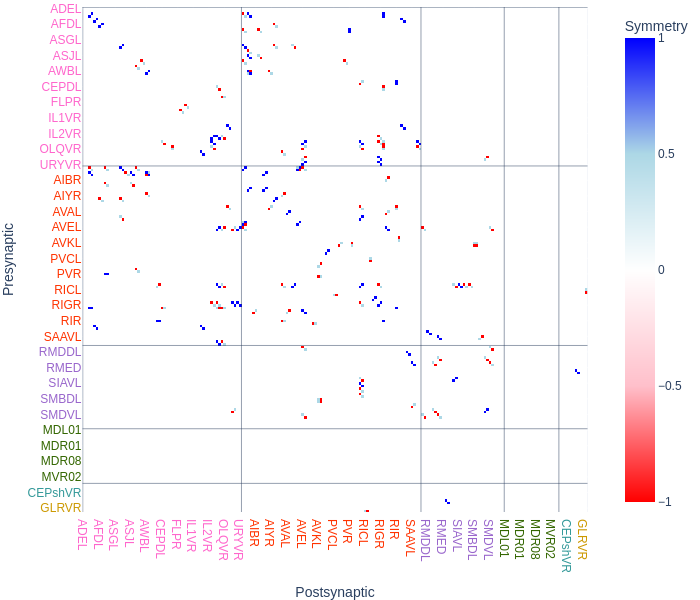 Symmetry
1
0.5
0
−0.5
−1
Presynaptic
ADEL
AFDL
ASGL
ASJL
AWBL
CEPDL
FLPR
IL1VR
IL2VR
OLQVR
URYVR
AIBR
AIYR
AVAL
AVEL
AVKL
PVCL
PVR
RICL
RIGR
RIR
SAAVL
RMDDL
RMED
SIAVL
SMBDL
SMDVL
MDL01
MDR01
MDR08
MVR02
CEPshVR
GLRVR
ADEL
AFDL
ASGL
ASJL
AWBL
CEPDL
FLPR
IL1VR
IL2VR
OLQVR
URYVR
AIBR
AIYR
AVAL
AVEL
AVKL
PVCL
PVR
RICL
RIGR
RIR
SAAVL
RMDDL
RMED
SIAVL
SMBDL
SMDVL
MDL01
MDR01
MDR08
MVR02
CEPshVR
GLRVR
Postsynaptic